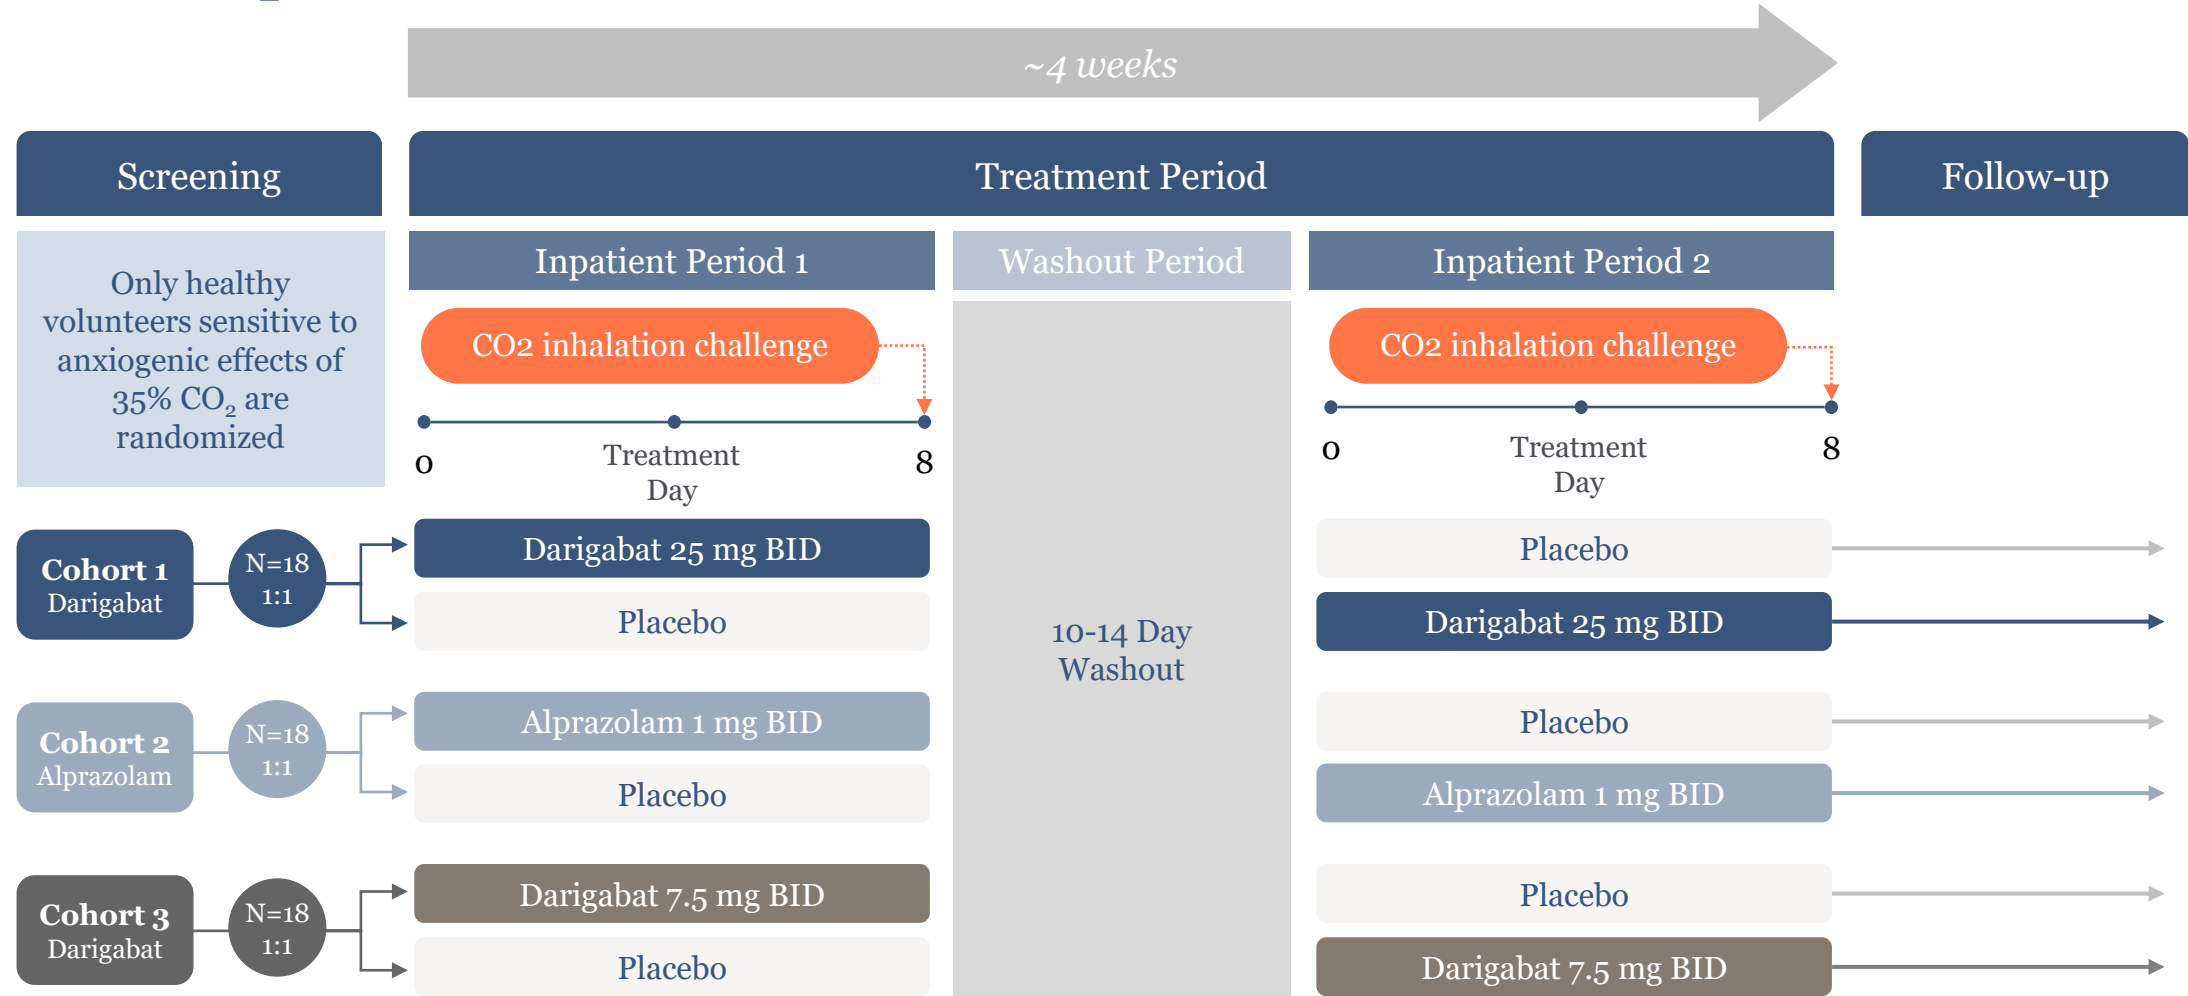 ~4 weeks
Screening
Treatment Period
Follow-up
Only healthy
volunteers sensitive to
anxiogenic effects of
35% CO₂ are
randomized
Inpatient Period 1
Washout Period
Inpatient Period 2
CO2 inhalation challenge
CO2 inhalation challenge
0
Treatment
Day
8
0
Treatment
Day
8
10-14 Day
Washout
Cohort 1
Darigabat
N=18
1:1
Darigabat 25 mg BID
Placebo
Placebo
Darigabat 25 mg BID
Cohort 2
Alprazolam
N=18
1:1
Alprazolam 1 mg BID
Placebo
Placebo
Alprazolam 1 mg BID
Cohort 3
Darigabat
N=18
1:1
Darigabat 7.5 mg BID
Placebo
Placebo
Darigabat 7.5 mg BID